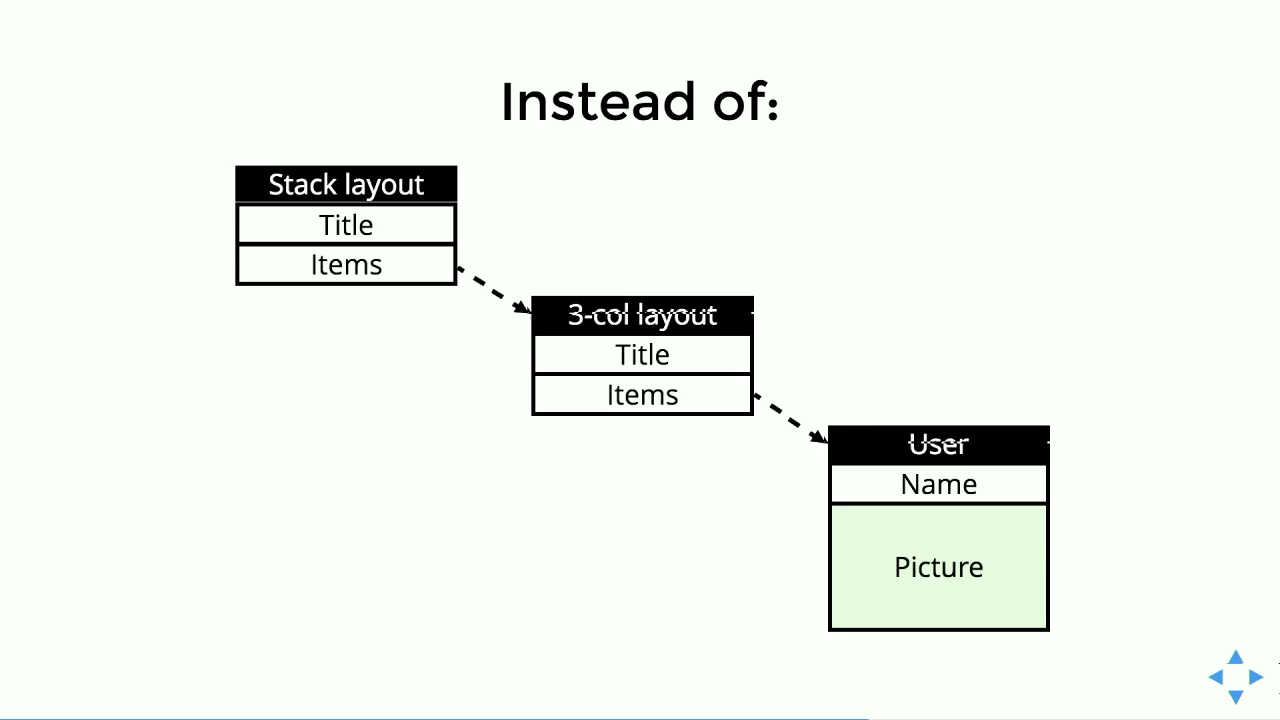 Instead of:
Stack layout
Title
Items
3-col layout
Title
Items
User
Name
Picture